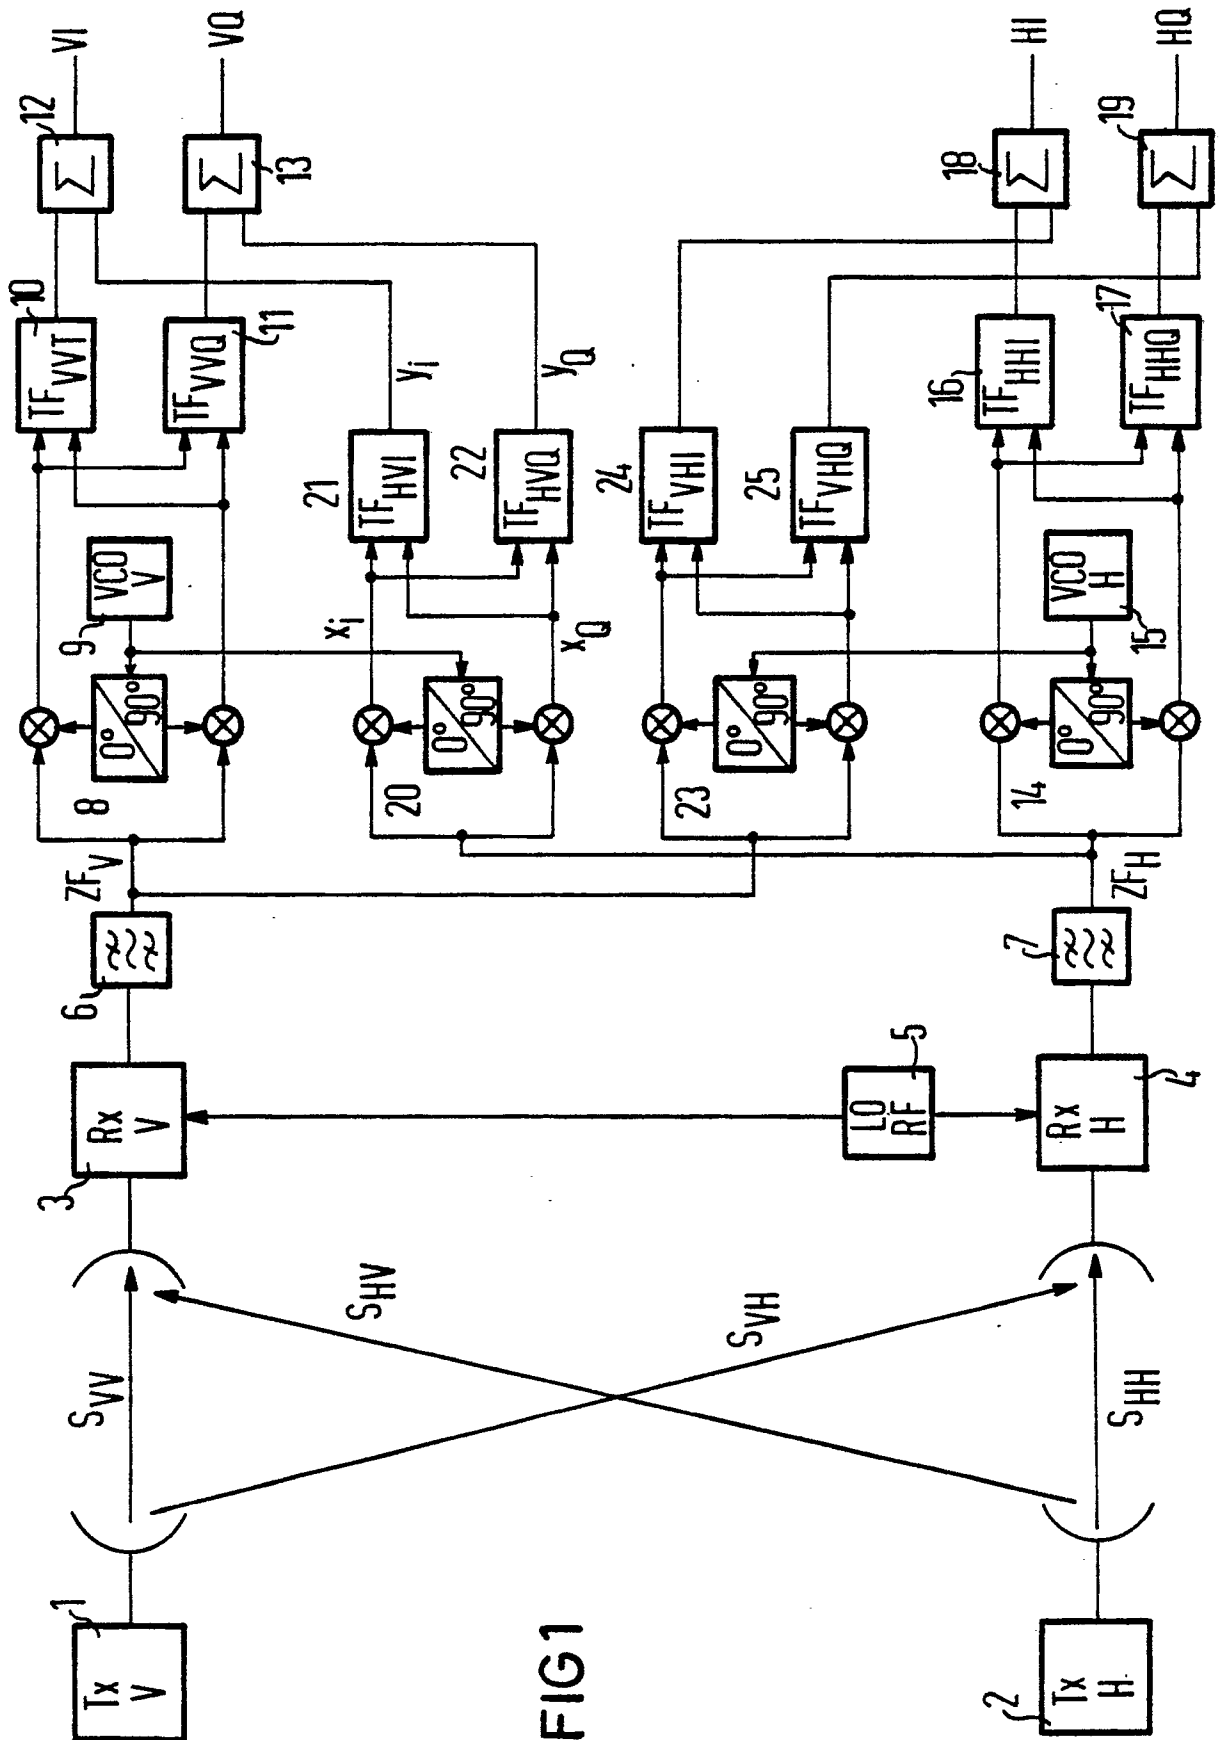 FIG 1
1
Tx
V
2
Tx
H
S_VV
S_HV
S_VH
S_HH
3
Rx
V
LO
RF
5
Rx
H
4
6
7
ZF_V
ZF_H
8
0°
90°
20
0°
90°
23
0°
90°
14
0°
90°
9
VCO
V
x_i
x_Q
VCO
H
15
10
TF_VVT
TF_VVQ
11
21
TF_HVI
22
TF_HVQ
24
TF_VHI
25
TF_VHQ
16
TF_HHI
17
TF_HHQ
y_i
y_Q
12
Σ
VI
Σ
13
VQ
18
Σ
HI
19
Σ
HQ